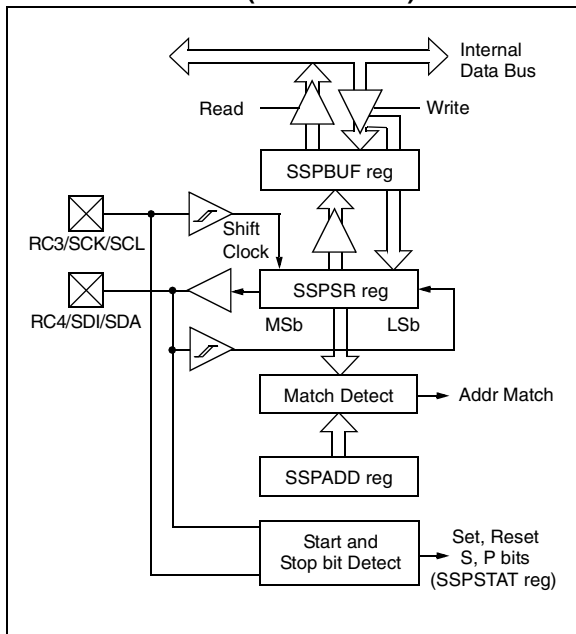 Internal
Data Bus
Read
Write
SSPBUF reg
RC3/SCK/SCL
Shift
Clock
SSPSR reg
RC4/SDI/SDA
MSb
LSb
Match Detect
Addr Match
SSPADD reg
Start and
Stop bit Detect
Set, Reset
S, P bits
(SSPSTAT reg)